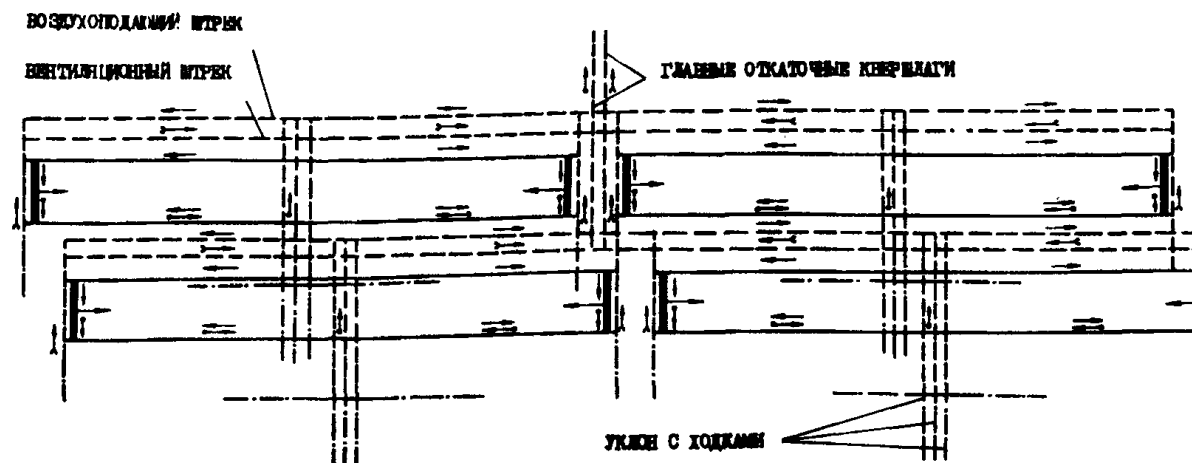 ВОЗДУХОПОДАЮЩИЙ ШТРЕК
ВЕНТИЛЯЦИОННЫЙ ШТРЕК
ГЛАВНЫЕ ОТКАТОЧНЫЕ КВЕРШЛАГИ
УКЛОН С ХОДКАМИ